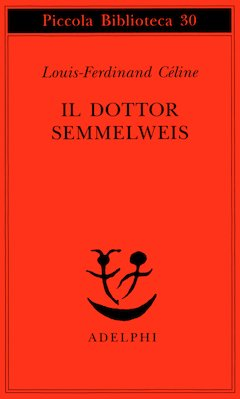 Piccola Biblioteca 30
Louis-Ferdinand Céline
IL DOTTOR
SEMMELWEIS
ADELPHI